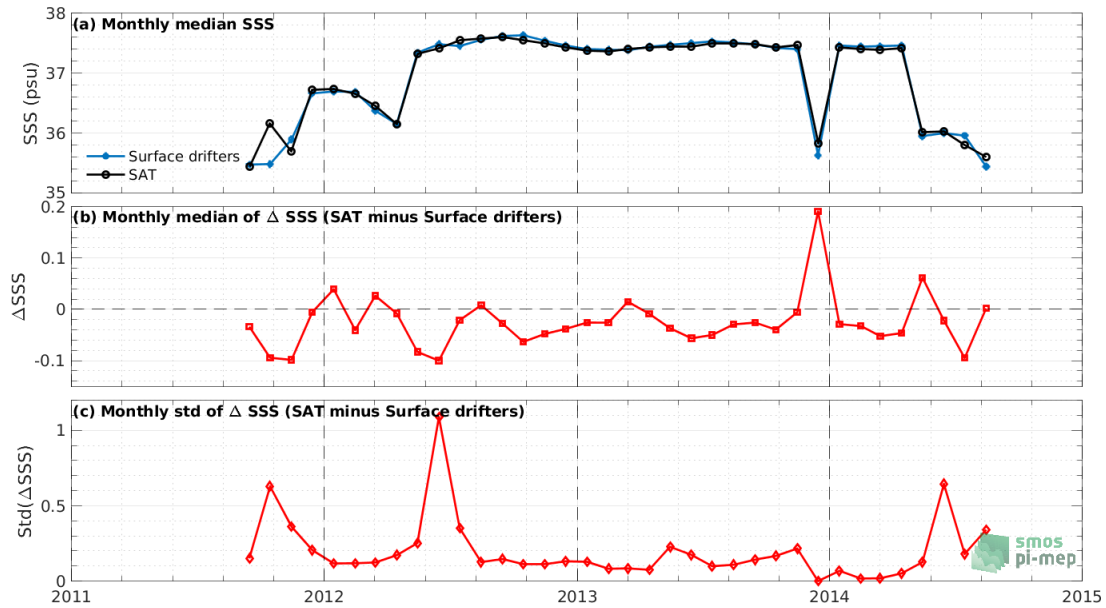 (a) Monthly median SSS
38
37
36
35
SSS (psu)
Surface drifters
SAT
(b) Monthly median of Δ SSS (SAT minus Surface drifters)
0.2
0.1
0
-0.1
ΔSSS
(c) Monthly std of Δ SSS (SAT minus Surface drifters)
1
0.5
0
Std(ΔSSS)
smos
pi-mep
2011
2012
2013
2014
2015